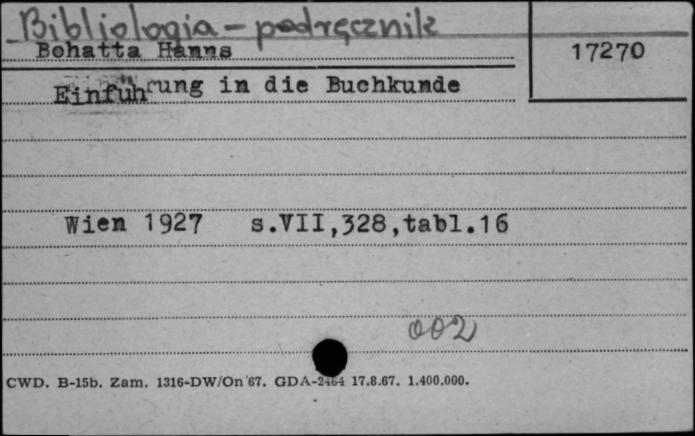 Bibliologia - podręcznik
Bohatta Hanns
17270
Einführung in die Buchkunde
Wien 1927 s.VII,328,tabl.16
002
CWD. B-15b. Zam. 1316-DW/On 67. GDA-2464 17.8.67. 1.400.000.